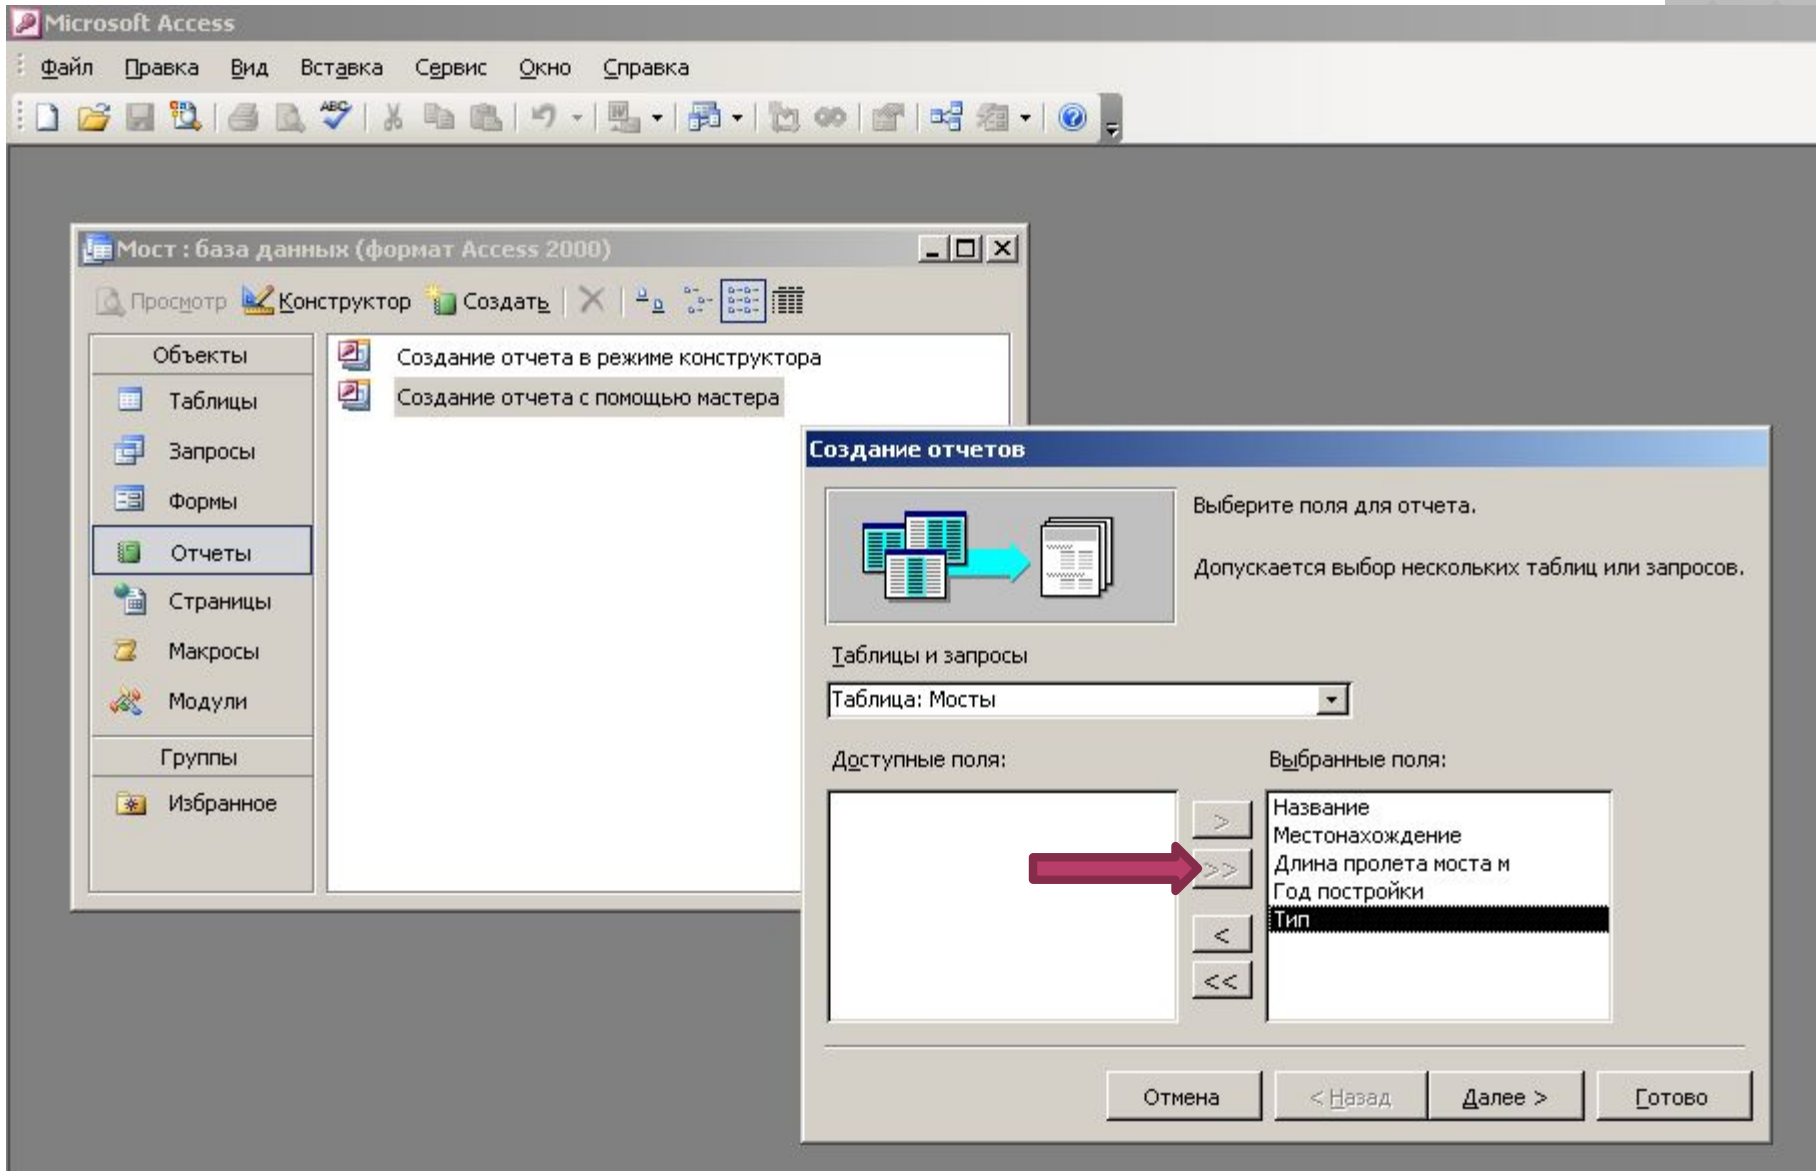 Microsoft Access
Файл Правка Вид Вставка Сервис Окно Справка
ABC
Мост : база данных (формат Access 2000)
Просмотр Конструктор Создать
Объекты
Таблицы
Запросы
Формы
Отчеты
Страницы
Макросы
Модули
Группы
Избранное
Создание отчета в режиме конструктора
Создание отчета с помощью мастера
Создание отчетов
Выберите поля для отчета.
Допускается выбор нескольких таблиц или запросов.
Таблицы и запросы
Таблица: Мосты
Доступные поля:
Выбранные поля:
>
>>
<
<<
Название
Местонахождение
Длина пролета моста м
Год постройки
Тип
Отмена < Назад Далее > Готово